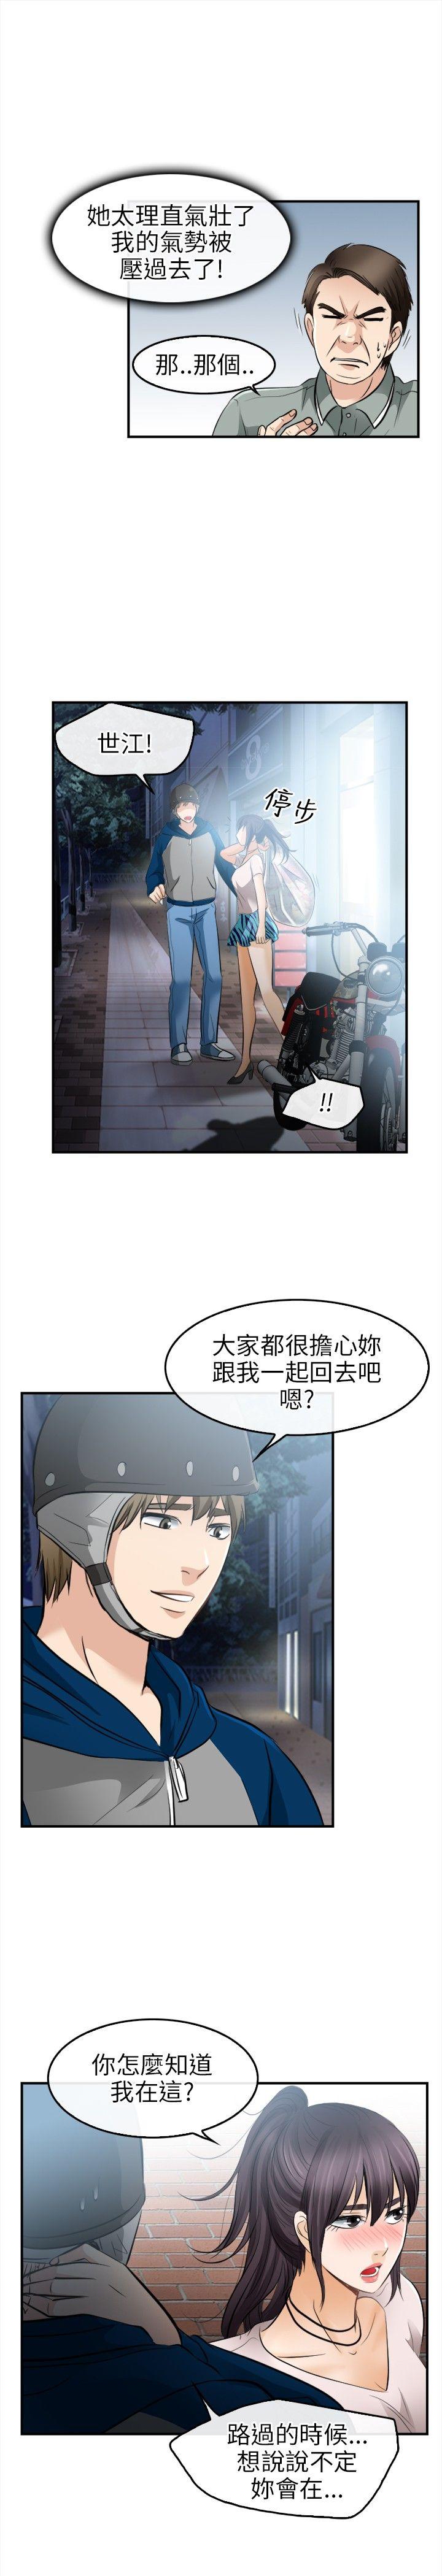 她太理直氣壯了
我的氣勢被
壓過去了!
那..那個..
世江!
8
停步
!!
大家都很擔心妳
跟我一起回去吧
嗯?
你怎麼知道
我在這?
路過的時候...
想說說不定
妳會在...